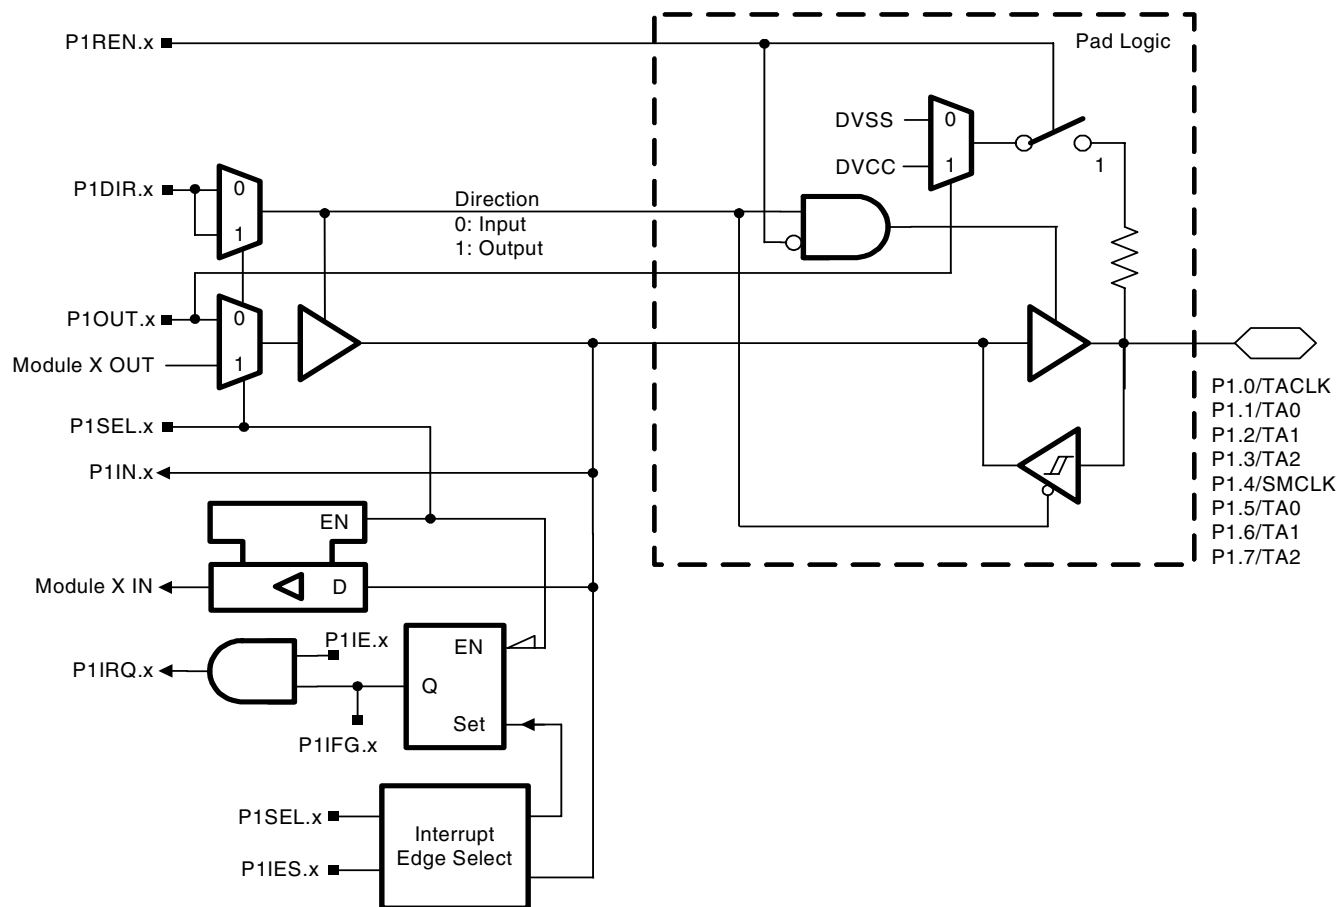 P1REN.x
Pad Logic
DVSS
0
DVCC
1
1
P1DIR.x
0
1
Direction
0: Input
1: Output
P1OUT.x
0
Module X OUT
1
P1SEL.x
P1IN.x
EN
Module X IN
D
P1IE.x
P1IRQ.x
EN
Q
Set
P1IFG.x
P1SEL.x
P1IES.x
Interrupt
Edge Select
P1.0/TACLK
P1.1/TA0
P1.2/TA1
P1.3/TA2
P1.4/SMCLK
P1.5/TA0
P1.6/TA1
P1.7/TA2